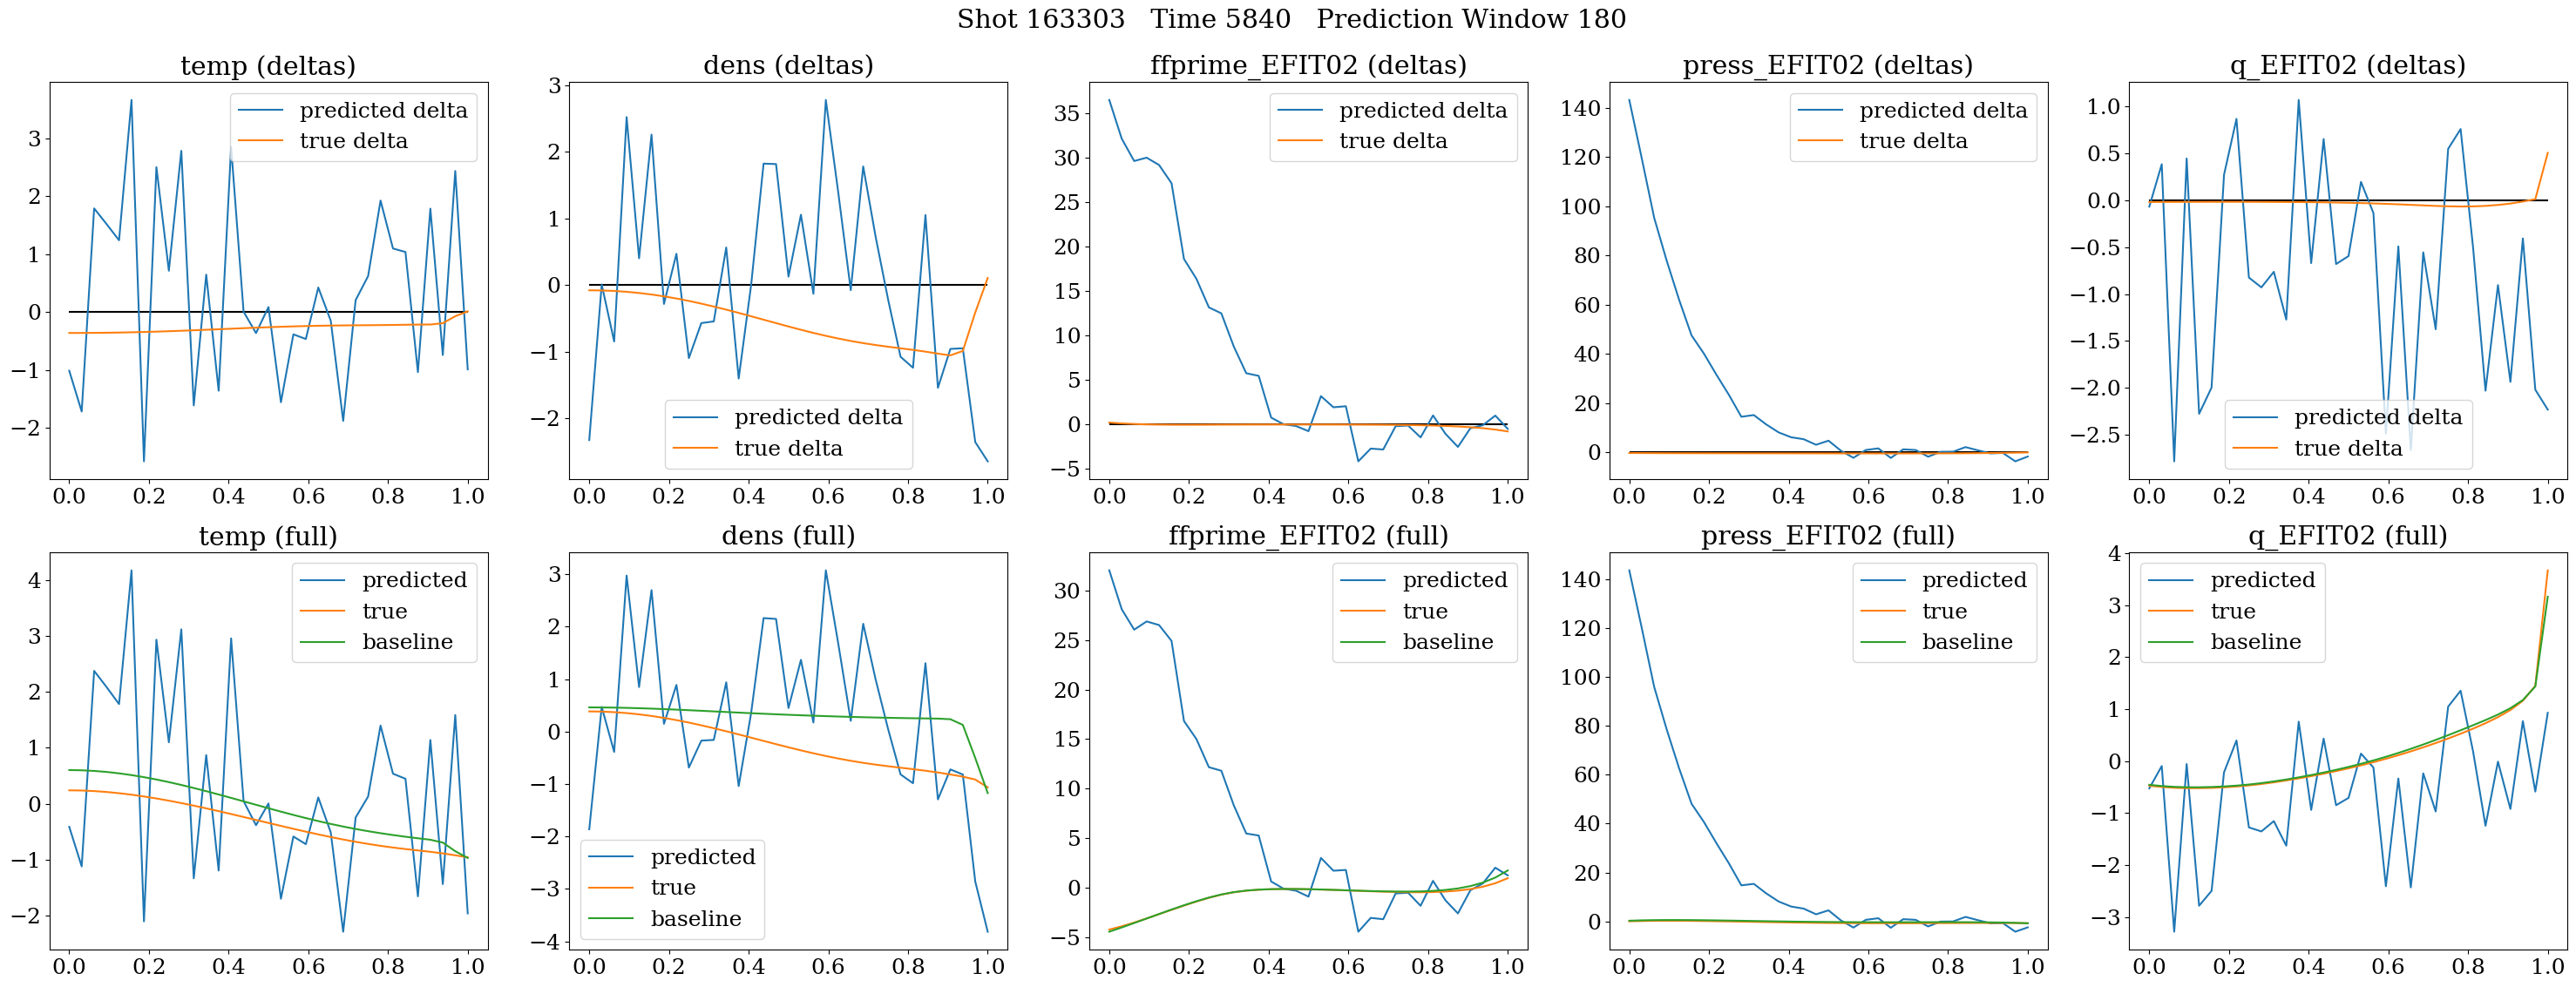 Shot 163303   Time 5840   Prediction Window 180
temp (deltas)
predicted delta
true delta
3
2
1
0
−1
−2
0.0 0.2 0.4 0.6 0.8 1.0
dens (deltas)
predicted delta
true delta
3
2
1
0
−1
−2
0.0 0.2 0.4 0.6 0.8 1.0
ffprime_EFIT02 (deltas)
predicted delta
true delta
35
30
25
20
15
10
5
0
−5
0.0 0.2 0.4 0.6 0.8 1.0
press_EFIT02 (deltas)
predicted delta
true delta
140
120
100
80
60
40
20
0
0.0 0.2 0.4 0.6 0.8 1.0
q_EFIT02 (deltas)
predicted delta
true delta
1.0
0.5
0.0
−0.5
−1.0
−1.5
−2.0
−2.5
0.0 0.2 0.4 0.6 0.8 1.0
temp (full)
predicted
true
baseline
4
3
2
1
0
−1
−2
0.0 0.2 0.4 0.6 0.8 1.0
dens (full)
predicted
true
baseline
3
2
1
0
−1
−2
−3
−4
0.0 0.2 0.4 0.6 0.8 1.0
ffprime_EFIT02 (full)
predicted
true
baseline
30
25
20
15
10
5
0
−5
0.0 0.2 0.4 0.6 0.8 1.0
press_EFIT02 (full)
predicted
true
baseline
140
120
100
80
60
40
20
0
0.0 0.2 0.4 0.6 0.8 1.0
q_EFIT02 (full)
predicted
true
baseline
4
3
2
1
0
−1
−2
−3
0.0 0.2 0.4 0.6 0.8 1.0